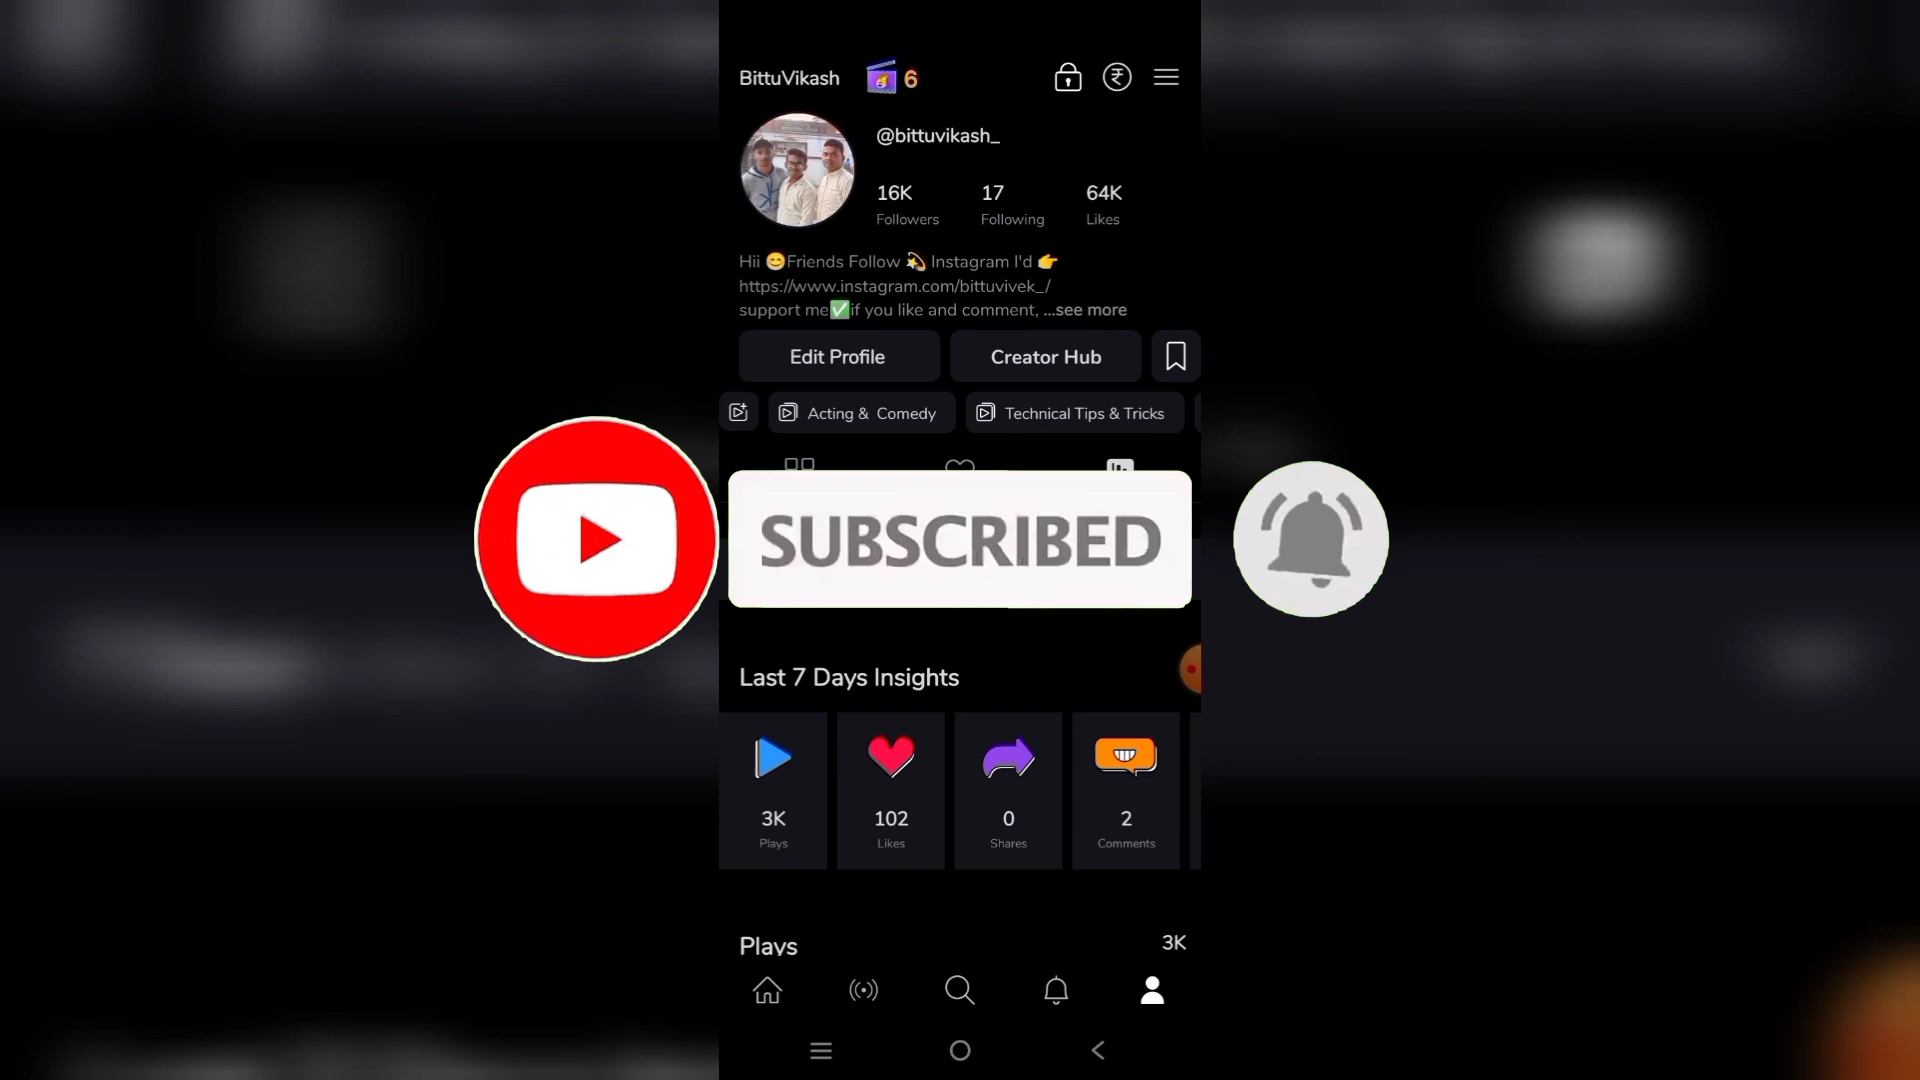 BittuVikash 6
@bittuvikash_
16K 17 64K
Followers Following Likes
Hii 😊Friends Follow 💫 Instagram I'd 👉
https://www.instagram.com/bittuvivek_/
support me✅if you like and comment, ...see more
Edit Profile Creator Hub
Acting & Comedy Technical Tips & Tricks
SUBSCRIBED
Last 7 Days Insights
3K 102 0 2
Plays Likes Shares Comments
Plays 3K